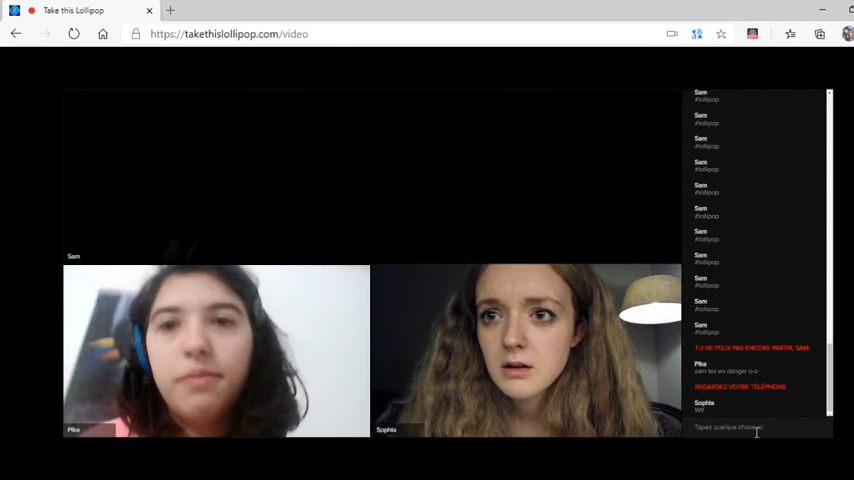 Take this Lollipop
https://takethislollipop.com/video
Sam
Pika
Sophia
Sam
#lollipop
Sam
#lollipop
Sam
#lollipop
Sam
#lollipop
Sam
#lollipop
Sam
#lollipop
Sam
#lollipop
Sam
#lollipop
Sam
#lollipop
Sam
#lollipop
Sam
#lollipop
TU NE PEUX PAS ENCORE PARTIR, SAM.
Pika
sam tes en danger o-o
REGARDEZ VOTRE TÉLÉPHONE
Sophia
Wtf
Tapez quelque chose ici